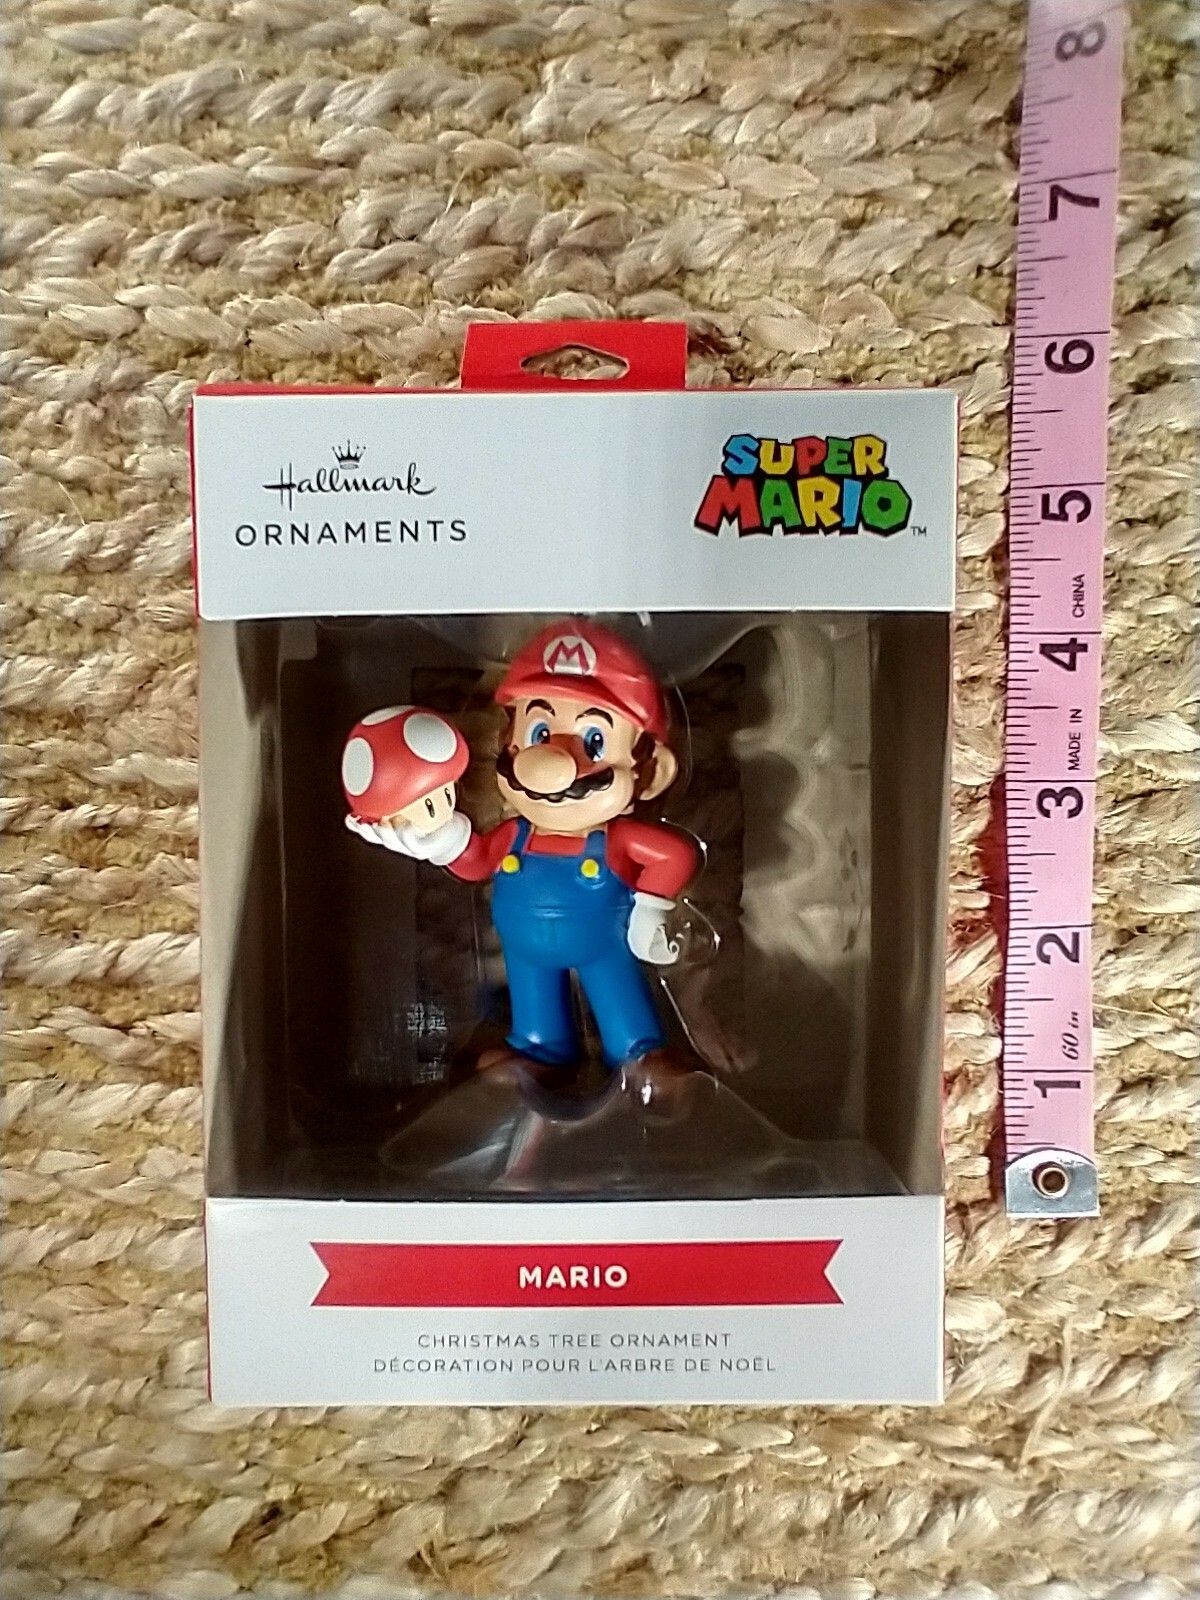 Hallmark
ORNAMENTS
SUPER
MARIO™
M
MARIO
CHRISTMAS TREE ORNAMENT
DÉCORATION POUR L'ARBRE DE NOËL
8
7
6
5
MADE IN CHINA
4
3
2
60 in
1